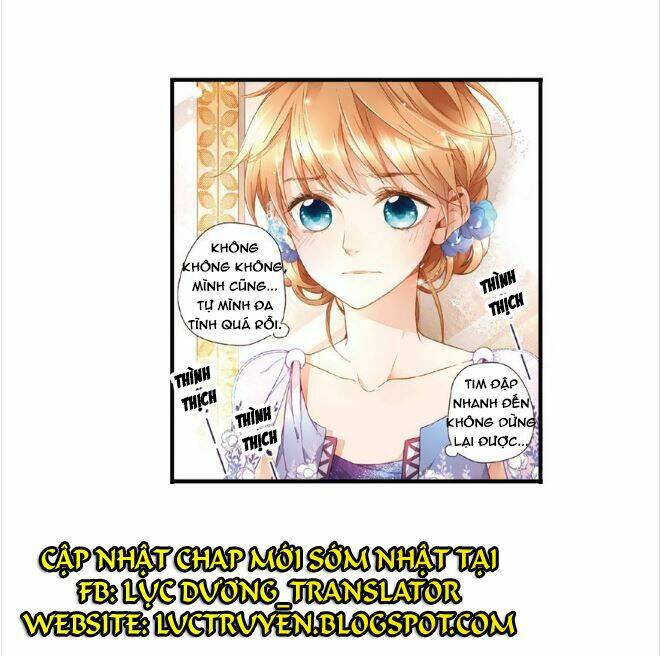 KHÔNG
KHÔNG KHÔNG,
MÌNH CŨNG...
TỰ MÌNH ĐA
TÌNH QUÁ RỒI.
THÌNH
THỊCH
THÌNH
THỊCH
THÌNH
THỊCH
TIM ĐẬP
NHANH ĐẾN
KHÔNG DỪNG
LẠI ĐƯỢC...
CẬP NHẬT CHAP MỚI SỚM NHẤT TẠI
FB: LỤC DƯƠNG_TRANSLATOR
WEBSITE: LUCTRUYEN.BLOGSPOT.COM